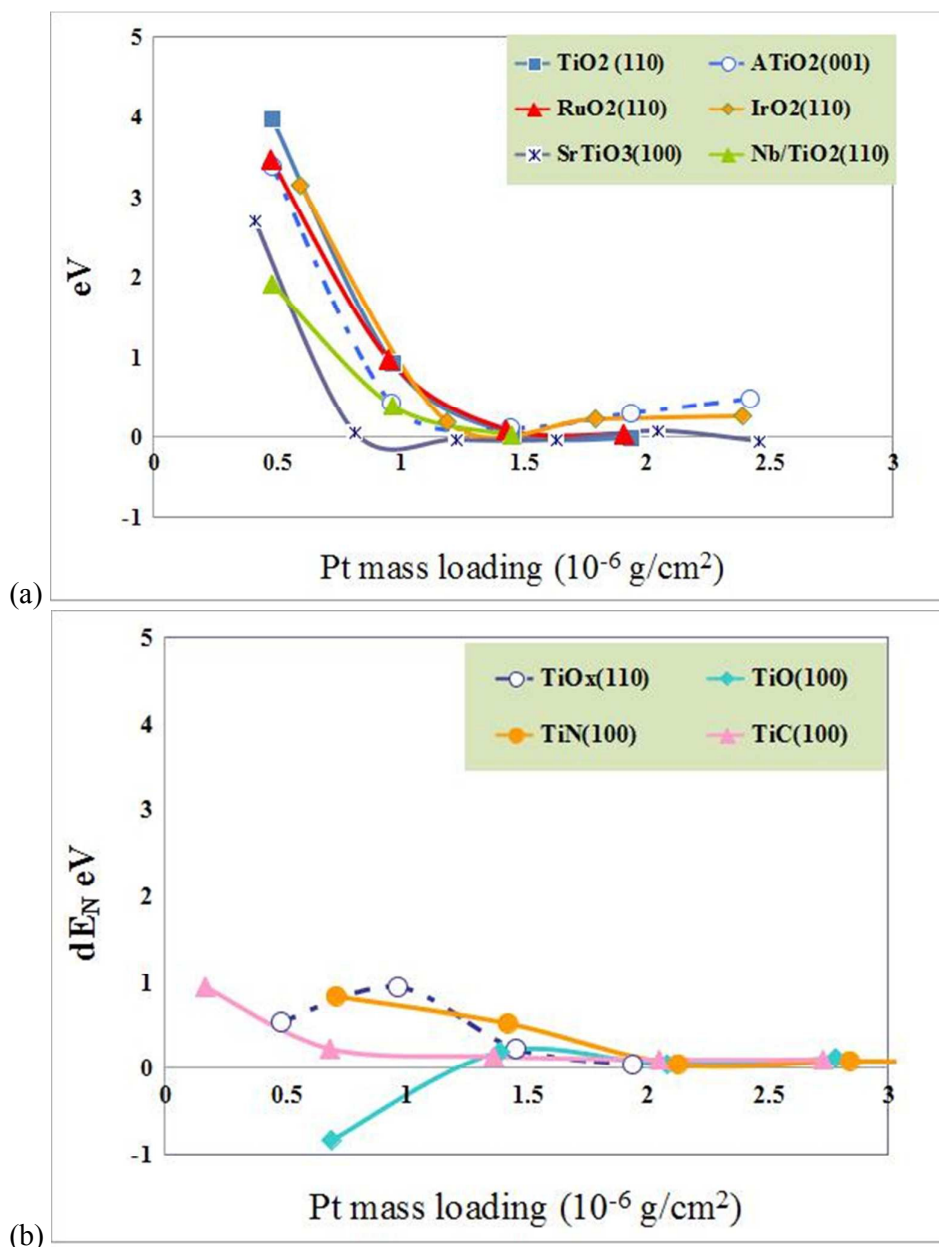 5
4
3
2
1
0
-1
eV
TiO2 (110) ATiO2(001)
RuO2(110) IrO2(110)
SrTiO3(100) Nb/TiO2(110)
0 0.5 1 1.5 2 2.5 3
Pt mass loading (10-6 g/cm2)
(a)
5
4
3
2
1
0
-1
dEN eV
TiOx(110) TiO(100)
TiN(100) TiC(100)
0 0.5 1 1.5 2 2.5 3
Pt mass loading (10-6 g/cm2)
(b)